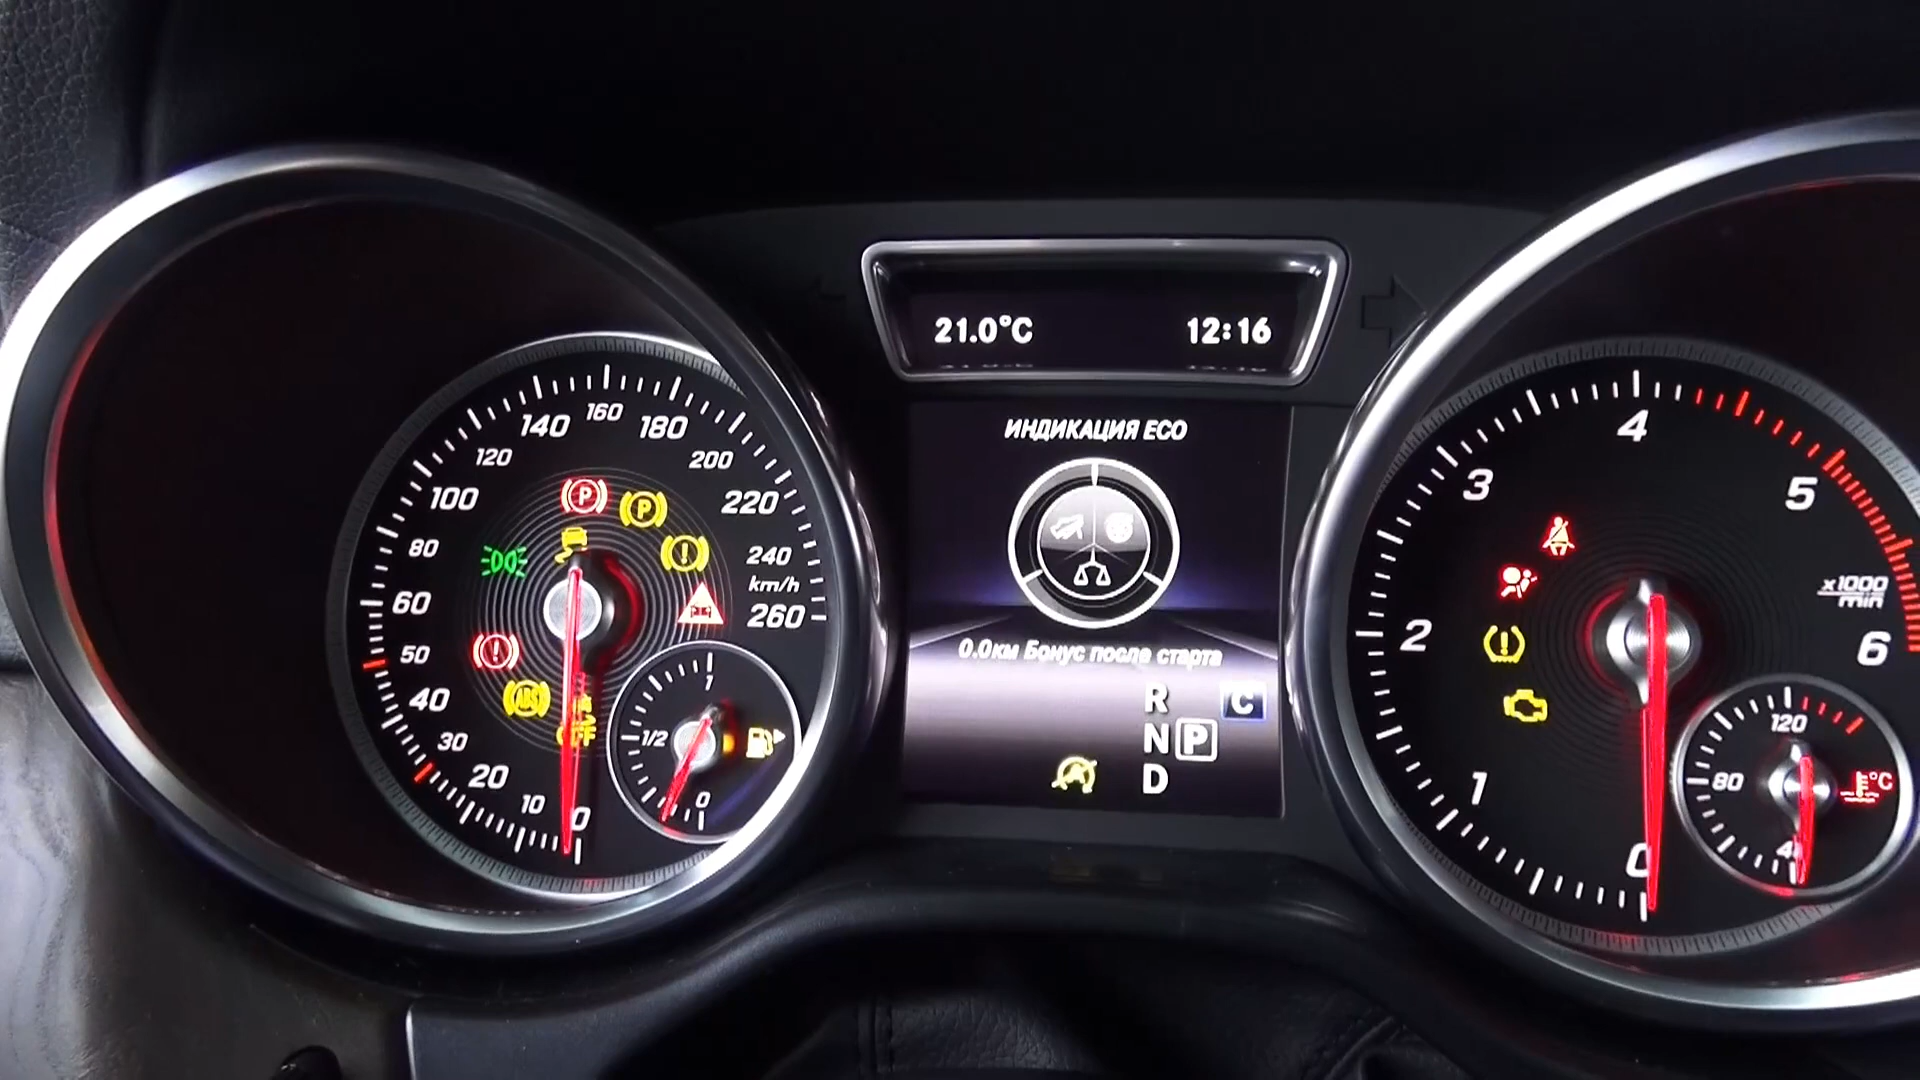 21.0°C 12:16
ИНДИКАЦИЯ ECO
0.0км Бонус после старта
R
N P
D
C
0
10
20
30
40
50
60
80
100
120
140
160
180
200
220
240
km/h
260
P
P
!
!
ABS
OFF
1
1/2
0
0
1
2
3
4
5
6
x1000
min
!
120
80
°C
A